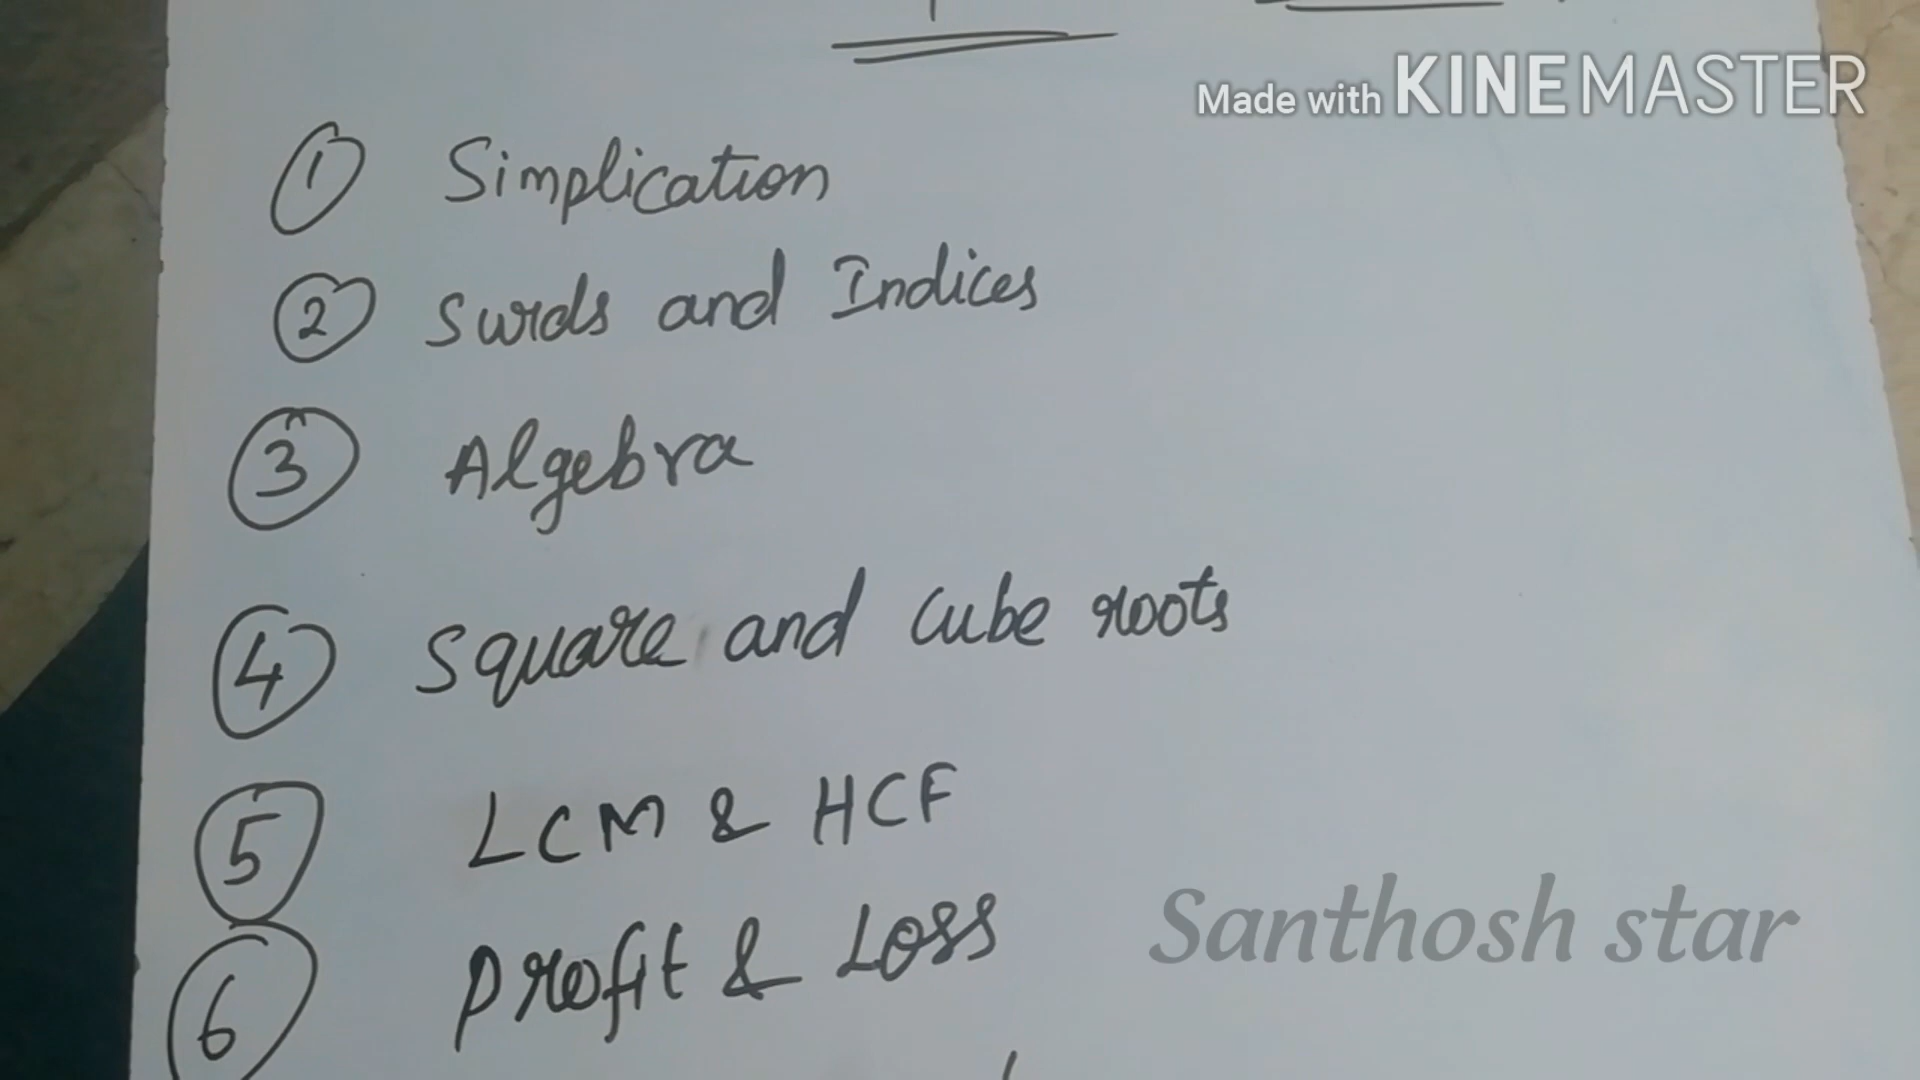 Made with KINEMASTER
① Simplication
② Surds and Indices
③ Algebra
④ Square and Cube roots
⑤ LCM & HCF
⑥ Profit & Loss
Santhosh star